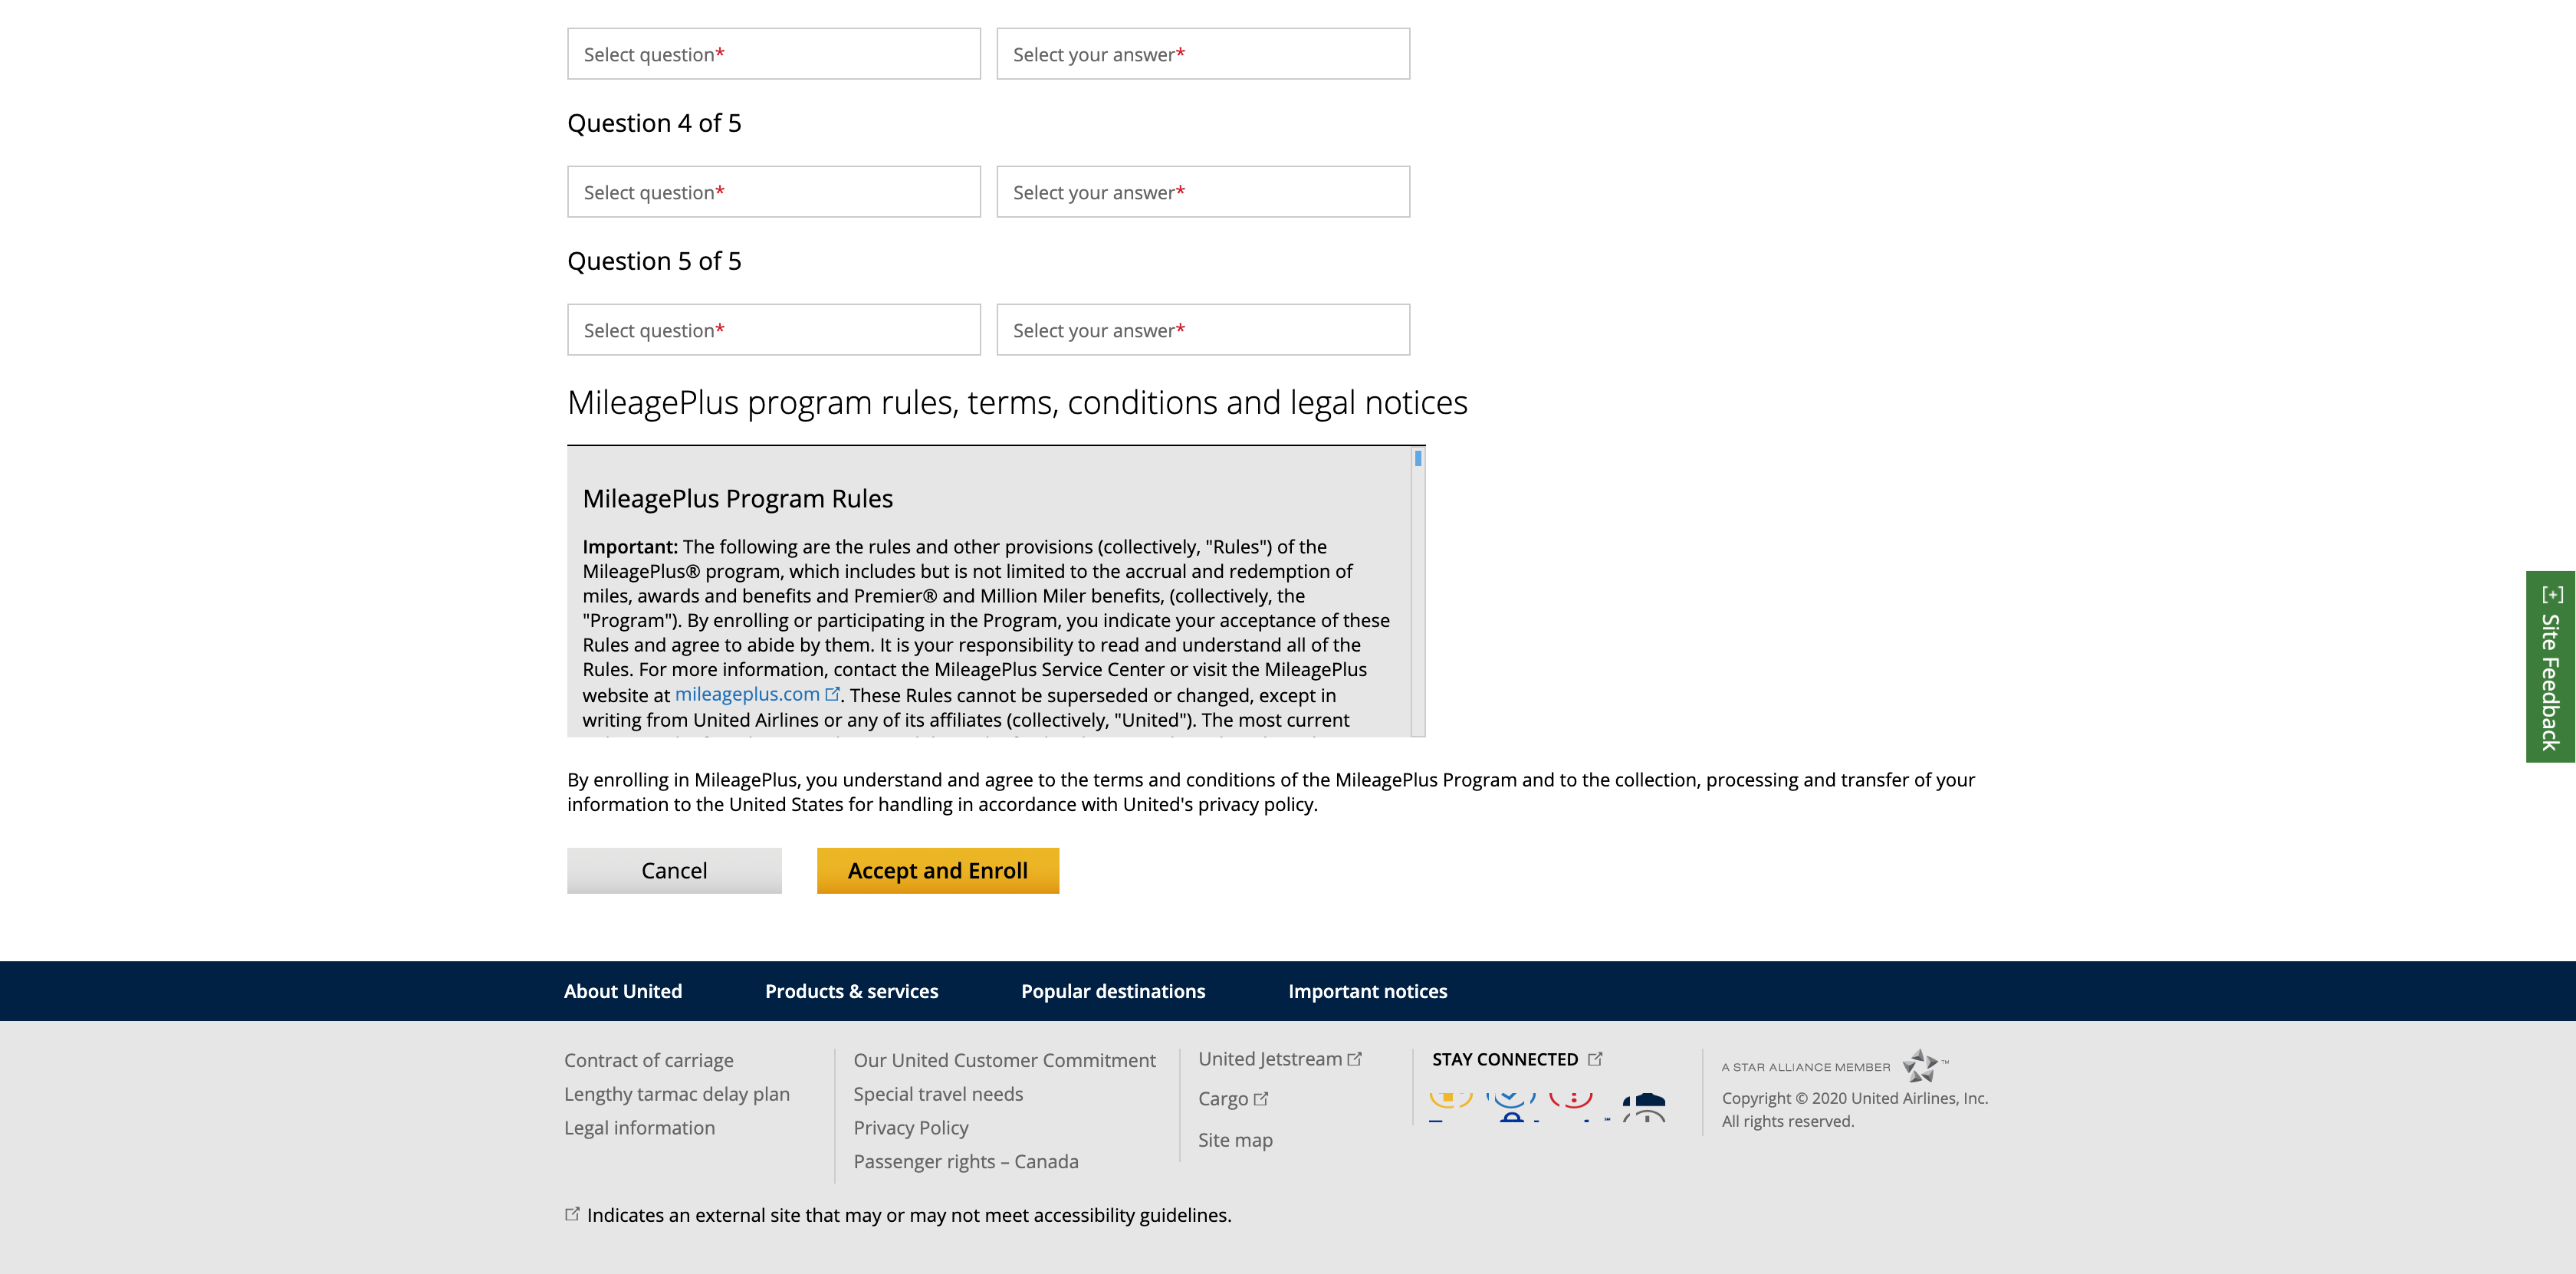 Select question*
Select your answer*
Question 4 of 5
Select question*
Select your answer*
Question 5 of 5
Select question*
Select your answer*
MileagePlus program rules, terms, conditions and legal notices
MileagePlus Program Rules
Important: The following are the rules and other provisions (collectively, "Rules") of the
MileagePlus® program, which includes but is not limited to the accrual and redemption of
miles, awards and benefits and Premier® and Million Miler benefits, (collectively, the
"Program"). By enrolling or participating in the Program, you indicate your acceptance of these
Rules and agree to abide by them. It is your responsibility to read and understand all of the
Rules. For more information, contact the MileagePlus Service Center or visit the MileagePlus
website at mileageplus.com. These Rules cannot be superseded or changed, except in
writing from United Airlines or any of its affiliates (collectively, "United"). The most current
By enrolling in MileagePlus, you understand and agree to the terms and conditions of the MileagePlus Program and to the collection, processing and transfer of your
information to the United States for handling in accordance with United's privacy policy.
Cancel
Accept and Enroll
[+] Site Feedback
About United
Products & services
Popular destinations
Important notices
Contract of carriage
Lengthy tarmac delay plan
Legal information
Our United Customer Commitment
Special travel needs
Privacy Policy
Passenger rights – Canada
United Jetstream
Cargo
Site map
STAY CONNECTED
A STAR ALLIANCE MEMBER ™
Copyright © 2020 United Airlines, Inc.
All rights reserved.
Indicates an external site that may or may not meet accessibility guidelines.